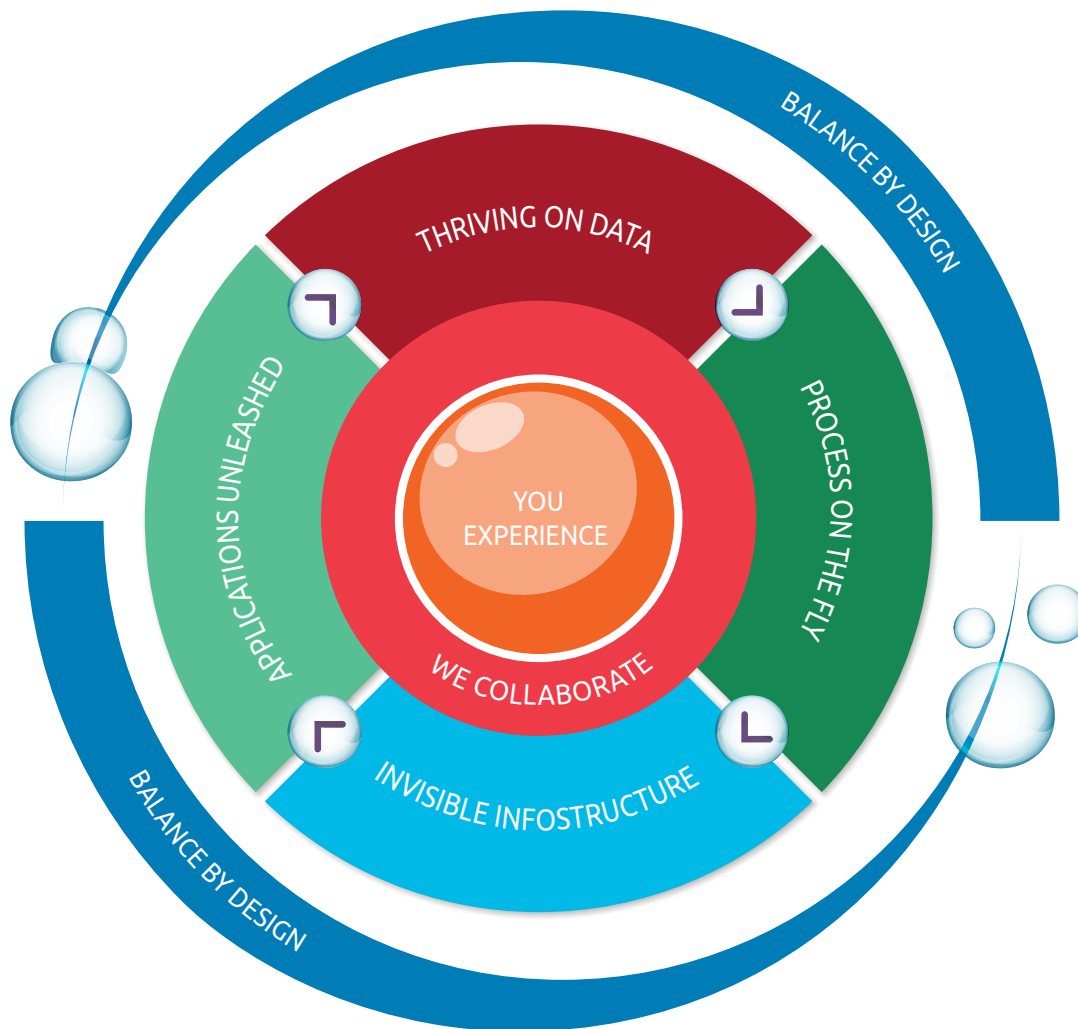 BALANCE BY DESIGN
THRIVING ON DATA
APPLICATIONS UNLEASHED
PROCESS ON THE FLY
YOU
EXPERIENCE
WE COLLABORATE
INVISIBLE INFOSTRUCTURE
BALANCE BY DESIGN